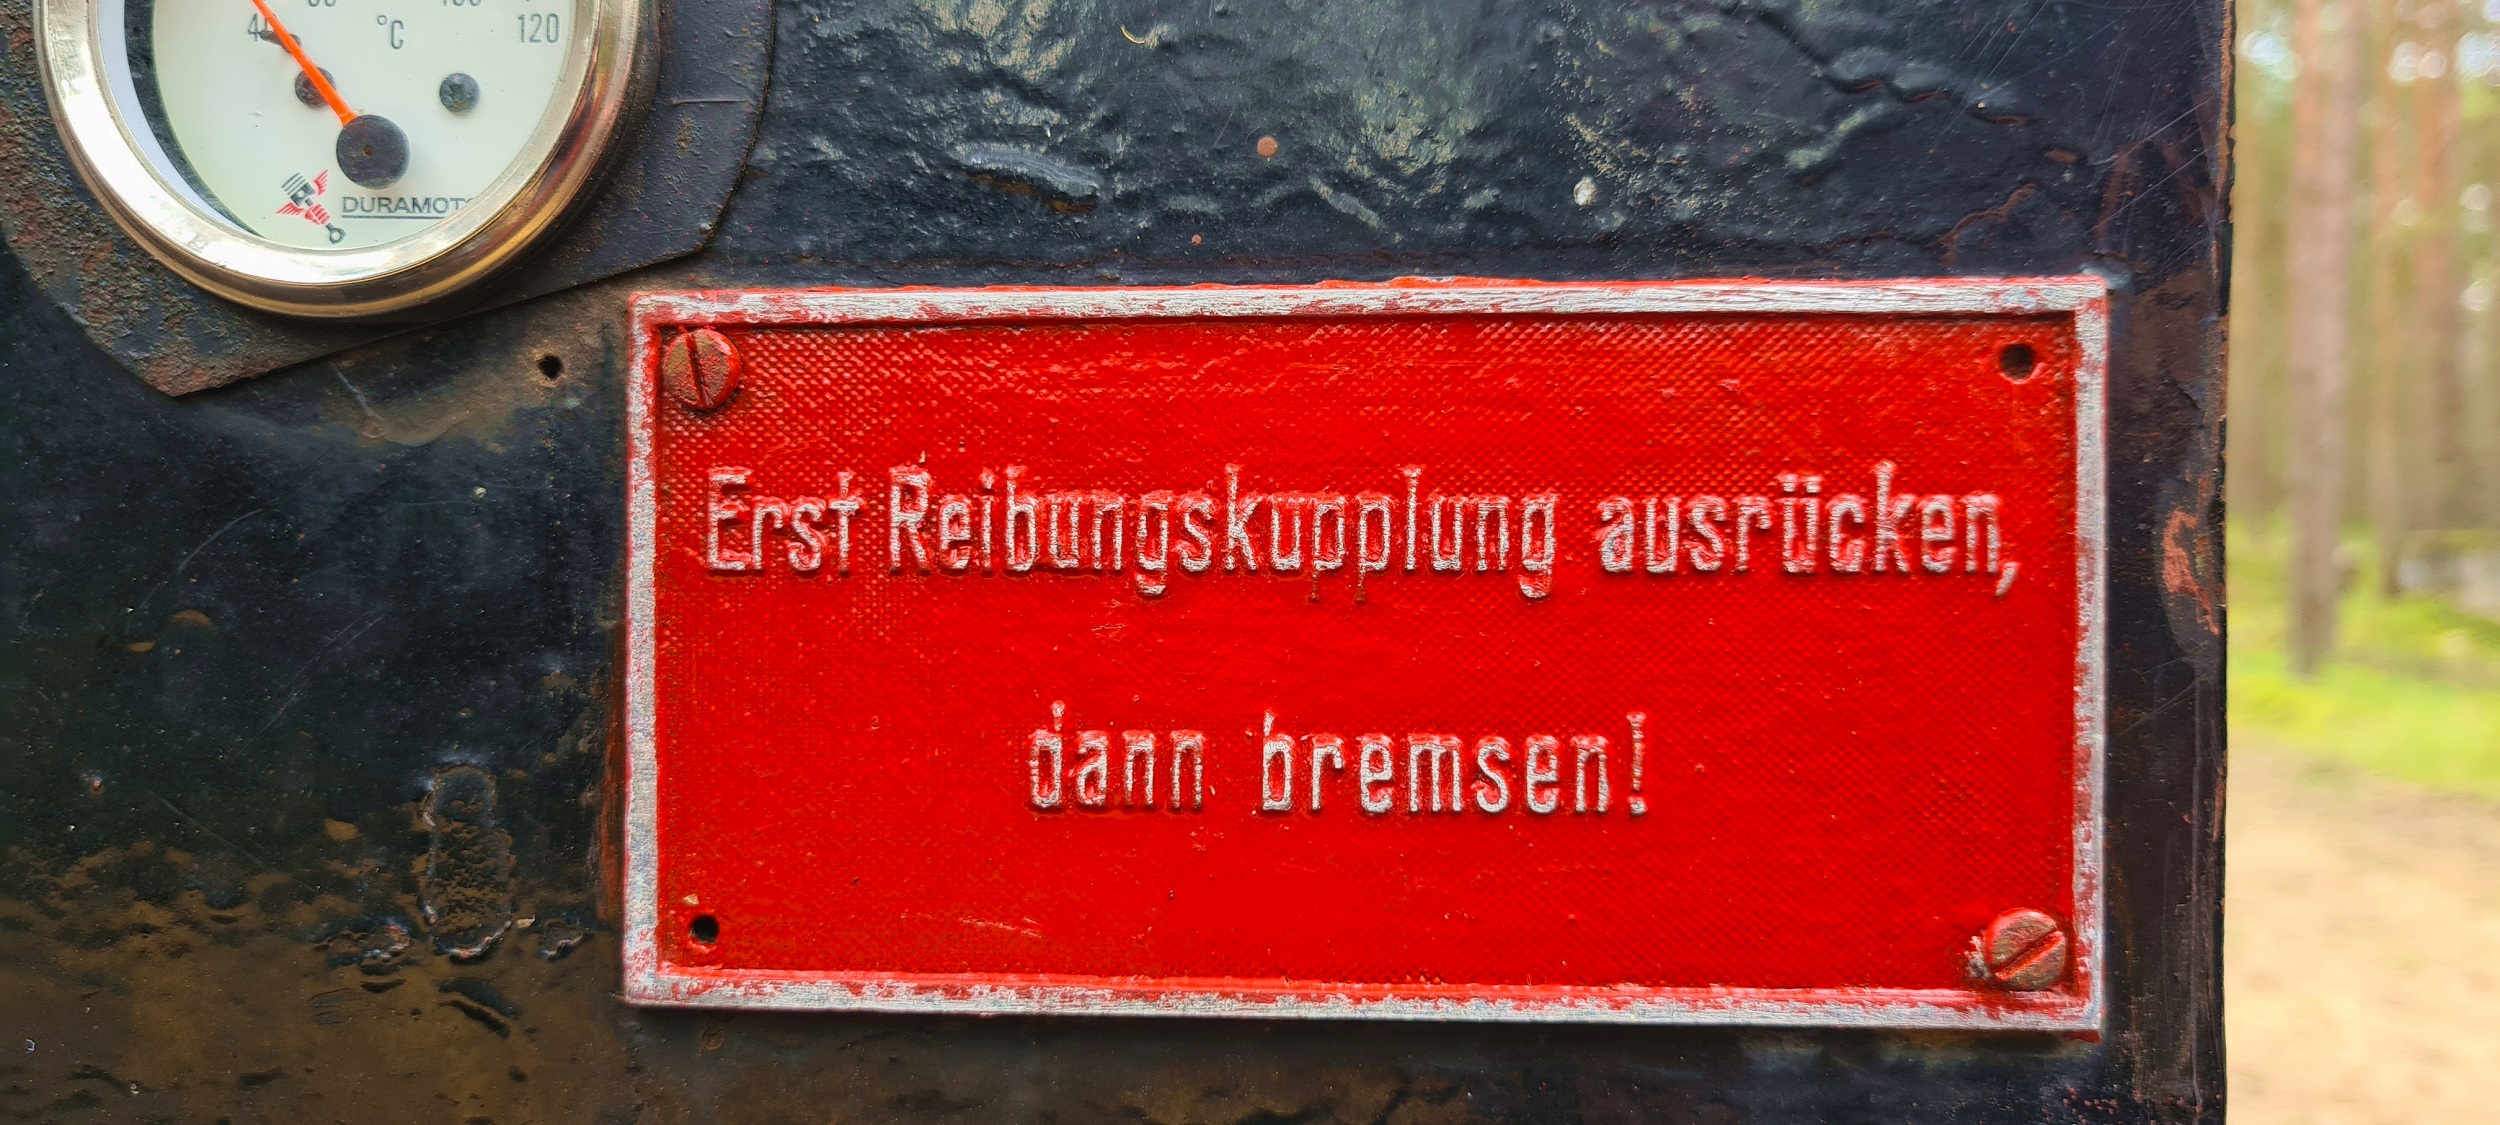 °C
120
DURAMOT
Erst Reibungskupplung ausrücken,
dann bremsen!